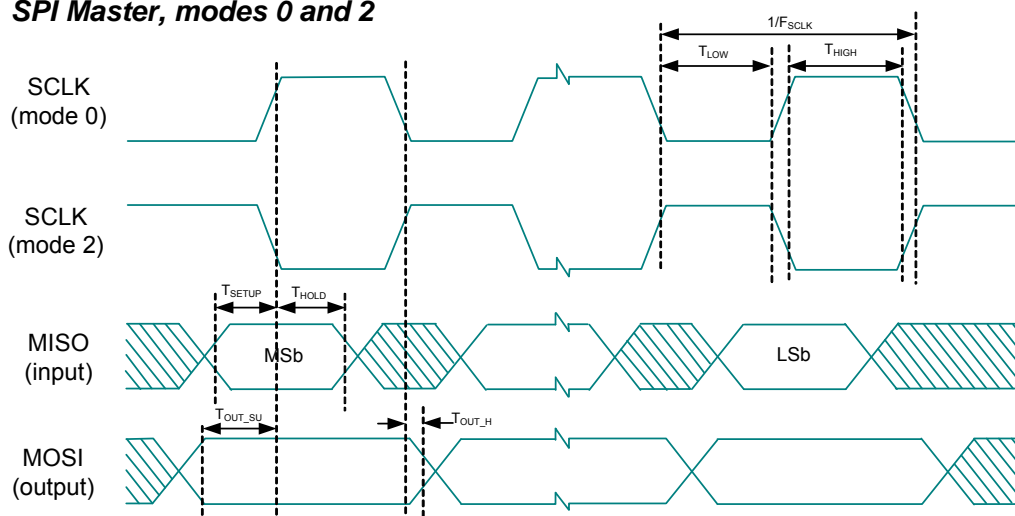 SPI Master, modes 0 and 2
1/FSCLK
TLOW
THIGH
SCLK
(mode 0)
SCLK
(mode 2)
TSETUP
THOLD
MISO
(input)
MSb
LSb
TOUT_SU
TOUT_H
MOSI
(output)